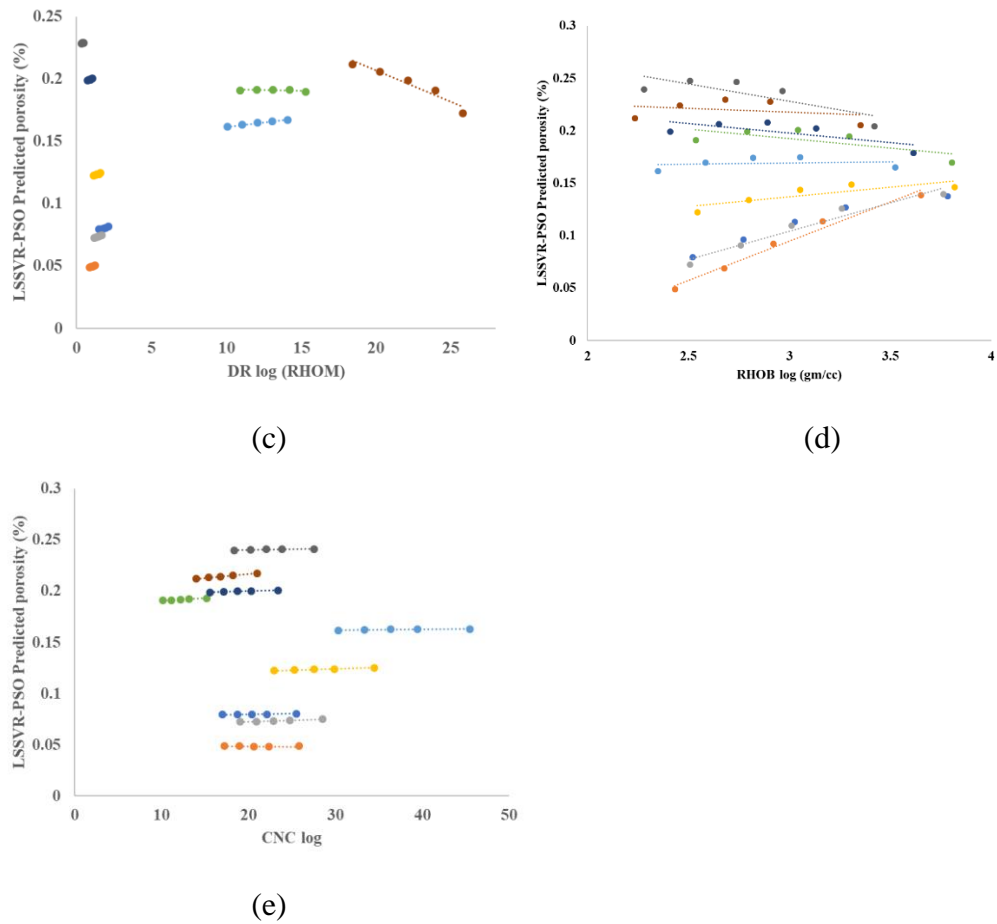 LSSVR-PSO Predicted porosity (%)
0.25
0.2
0.15
0.1
0.05
0
0 5 10 15 20 25
DR log (RHOM)
(c)
LSSVR-PSO Predicted porosity (%)
0.3
0.25
0.2
0.15
0.1
0.05
0
2 2.5 3 3.5 4
RHOB log (gm/cc)
(d)
LSSVR-PSO Predicted porosity (%)
0.3
0.25
0.2
0.15
0.1
0.05
0
0 10 20 30 40 50
CNC log
(e)